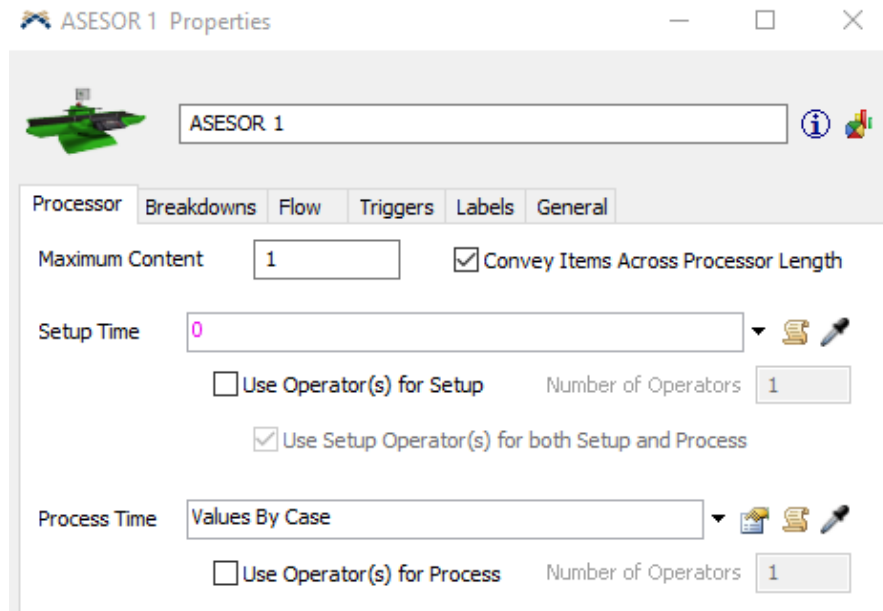 ASESOR 1 Properties
ASESOR 1
Processor Breakdowns Flow Triggers Labels General
Maximum Content 1 Convey Items Across Processor Length
Setup Time 0
Use Operator(s) for Setup Number of Operators 1
Use Setup Operator(s) for both Setup and Process
Process Time Values By Case
Use Operator(s) for Process Number of Operators 1